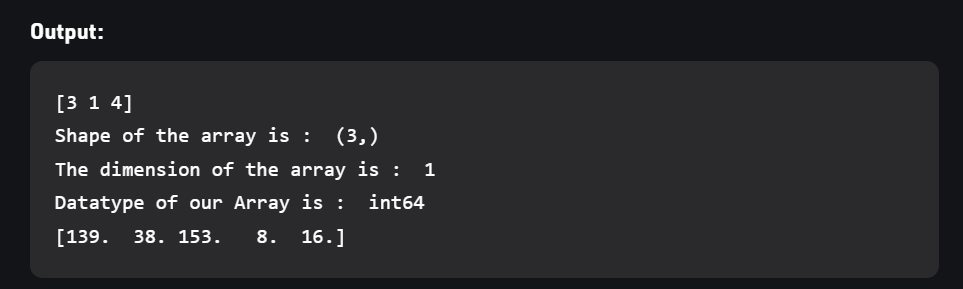 Output:
[3 1 4]
Shape of the array is :  (3,)
The dimension of the array is :  1
Datatype of our Array is :  int64
[139.  38. 153.   8.  16.]